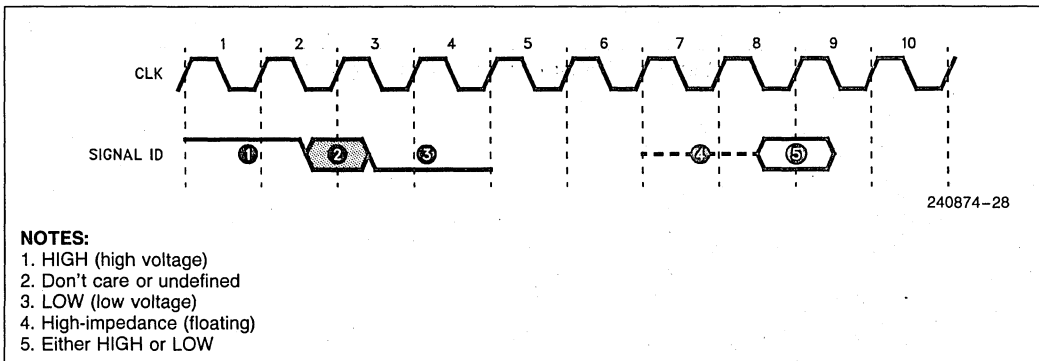 1 2 3 4 5 6 7 8 9 10
CLK
SIGNAL ID
1 2 3 4 5
240874-28
NOTES:
1. HIGH (high voltage)
2. Don't care or undefined
3. LOW (low voltage)
4. High-impedance (floating)
5. Either HIGH or LOW